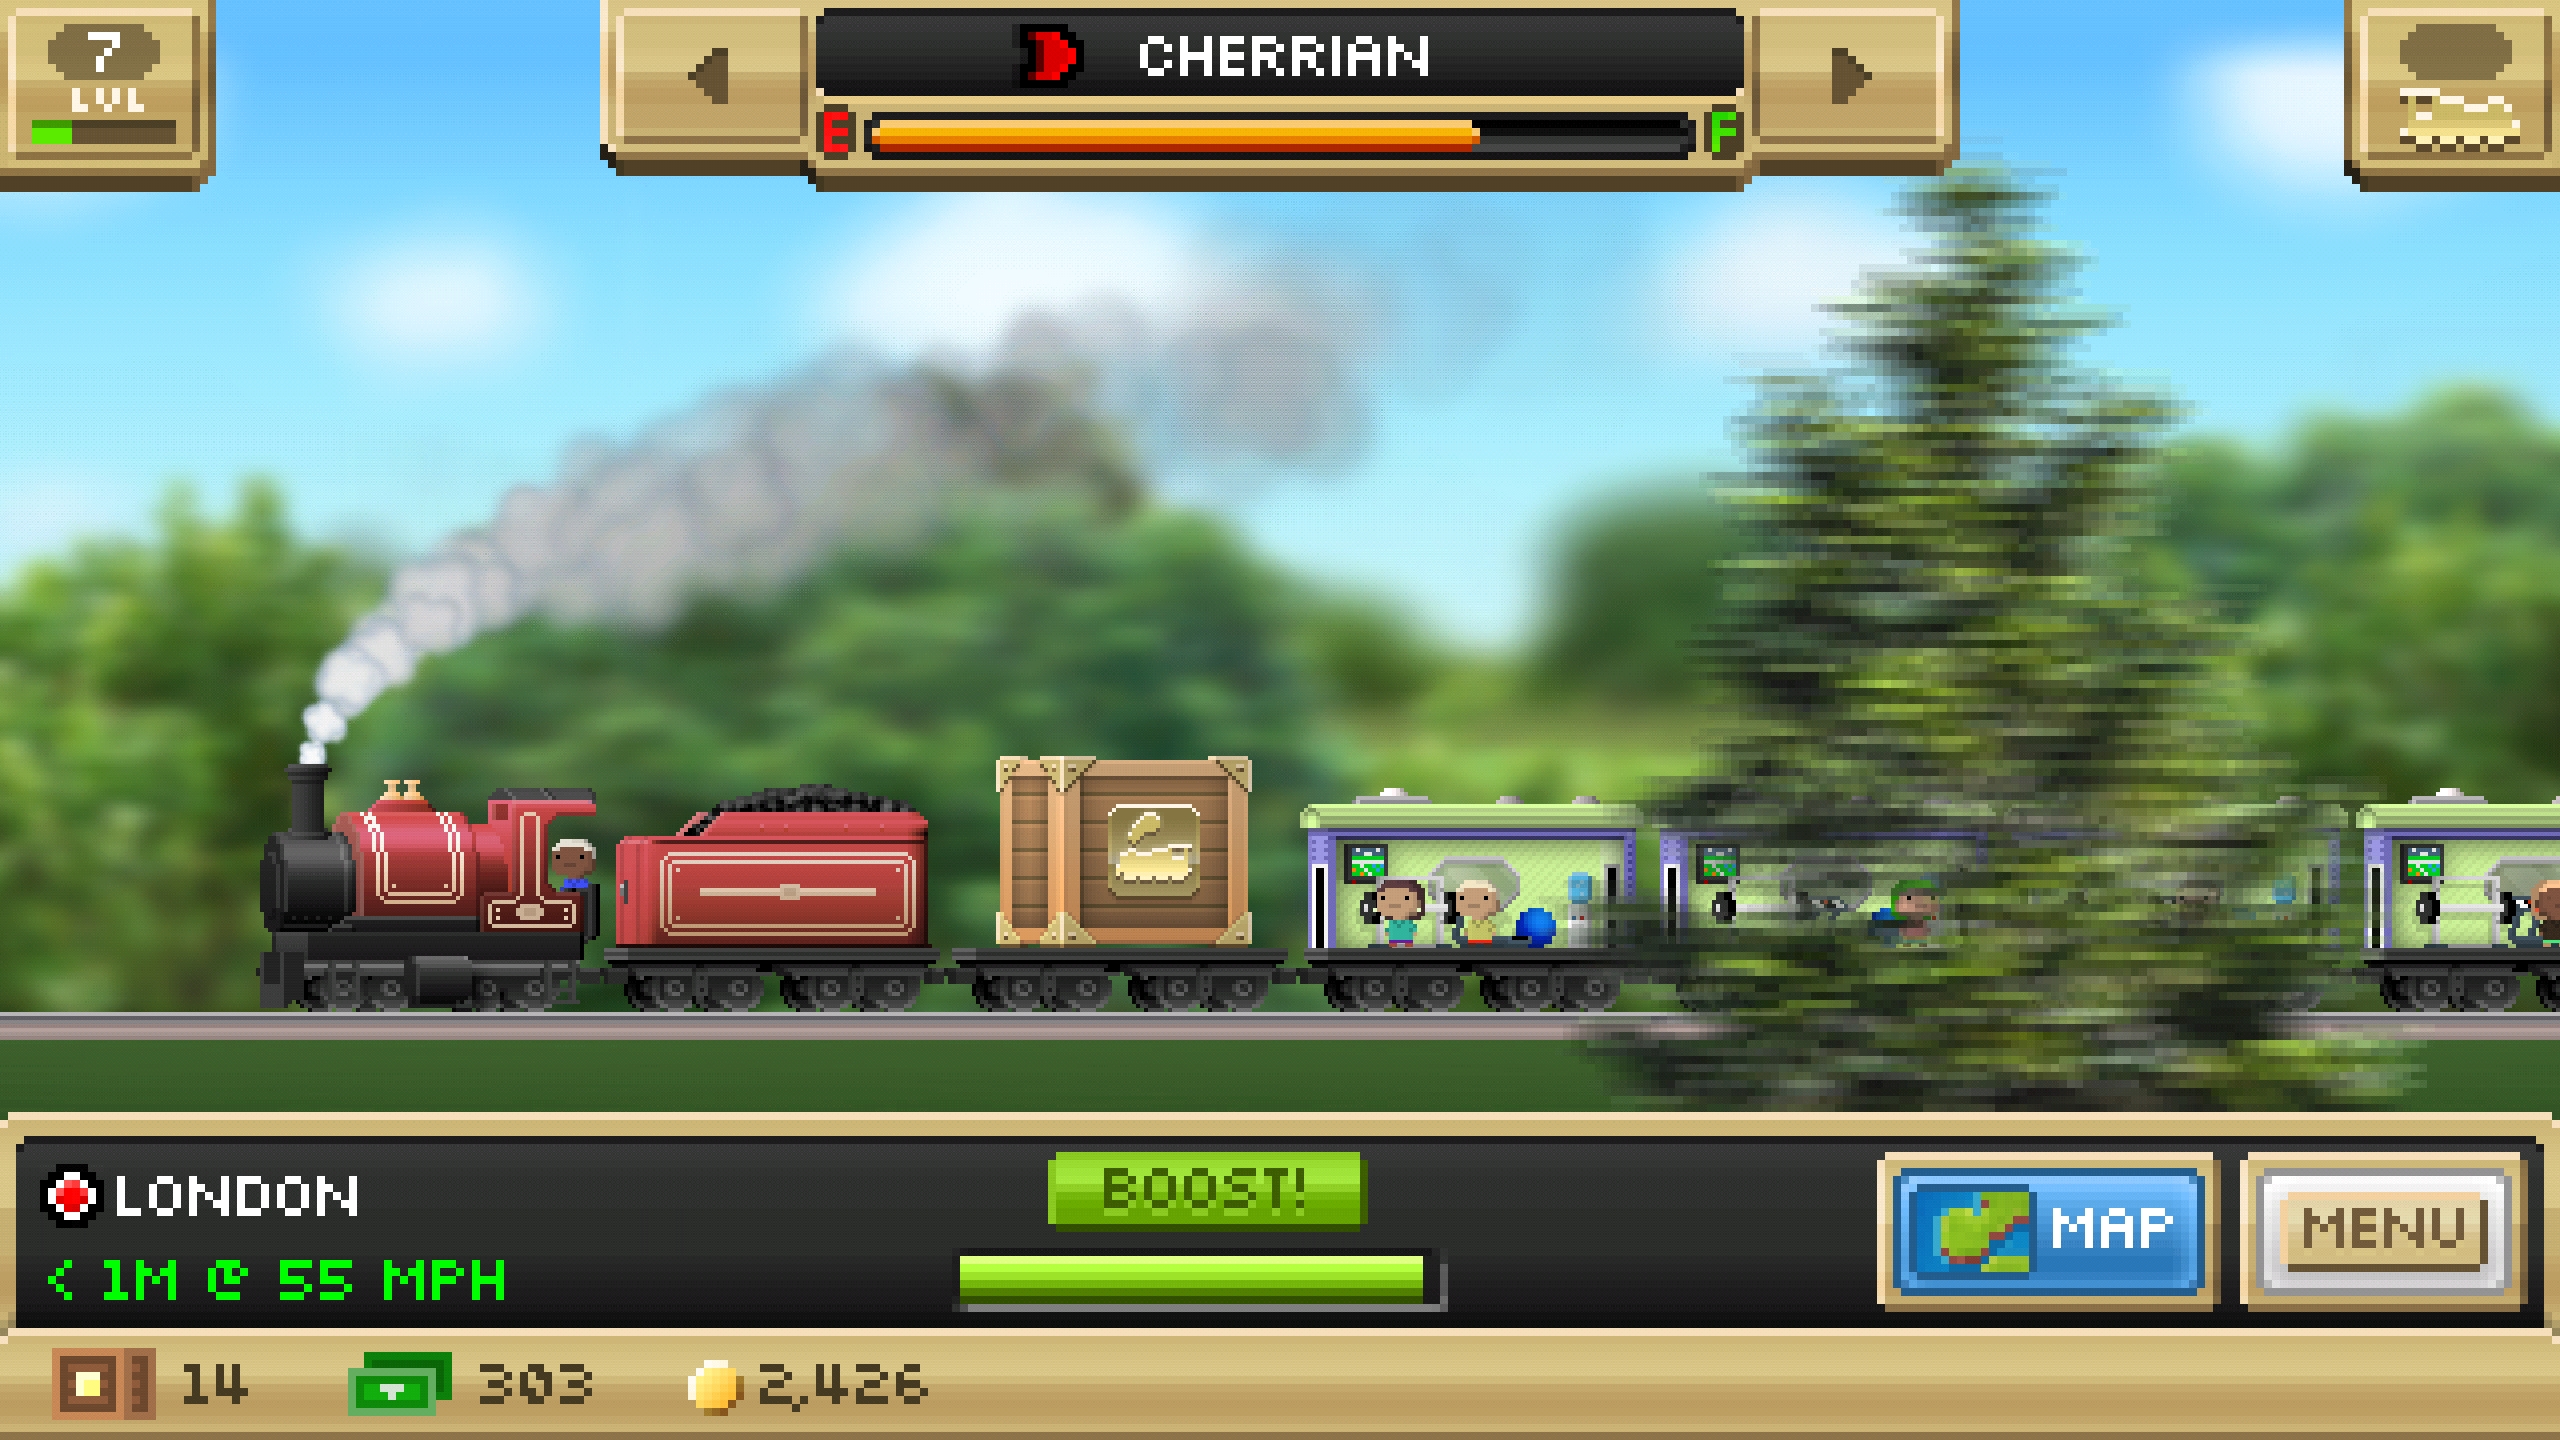 7
LVL
CHERRIAN
E F
LONDON
< 1M @ 55 MPH
BOOST!
MAP
MENU
14 303 2,426